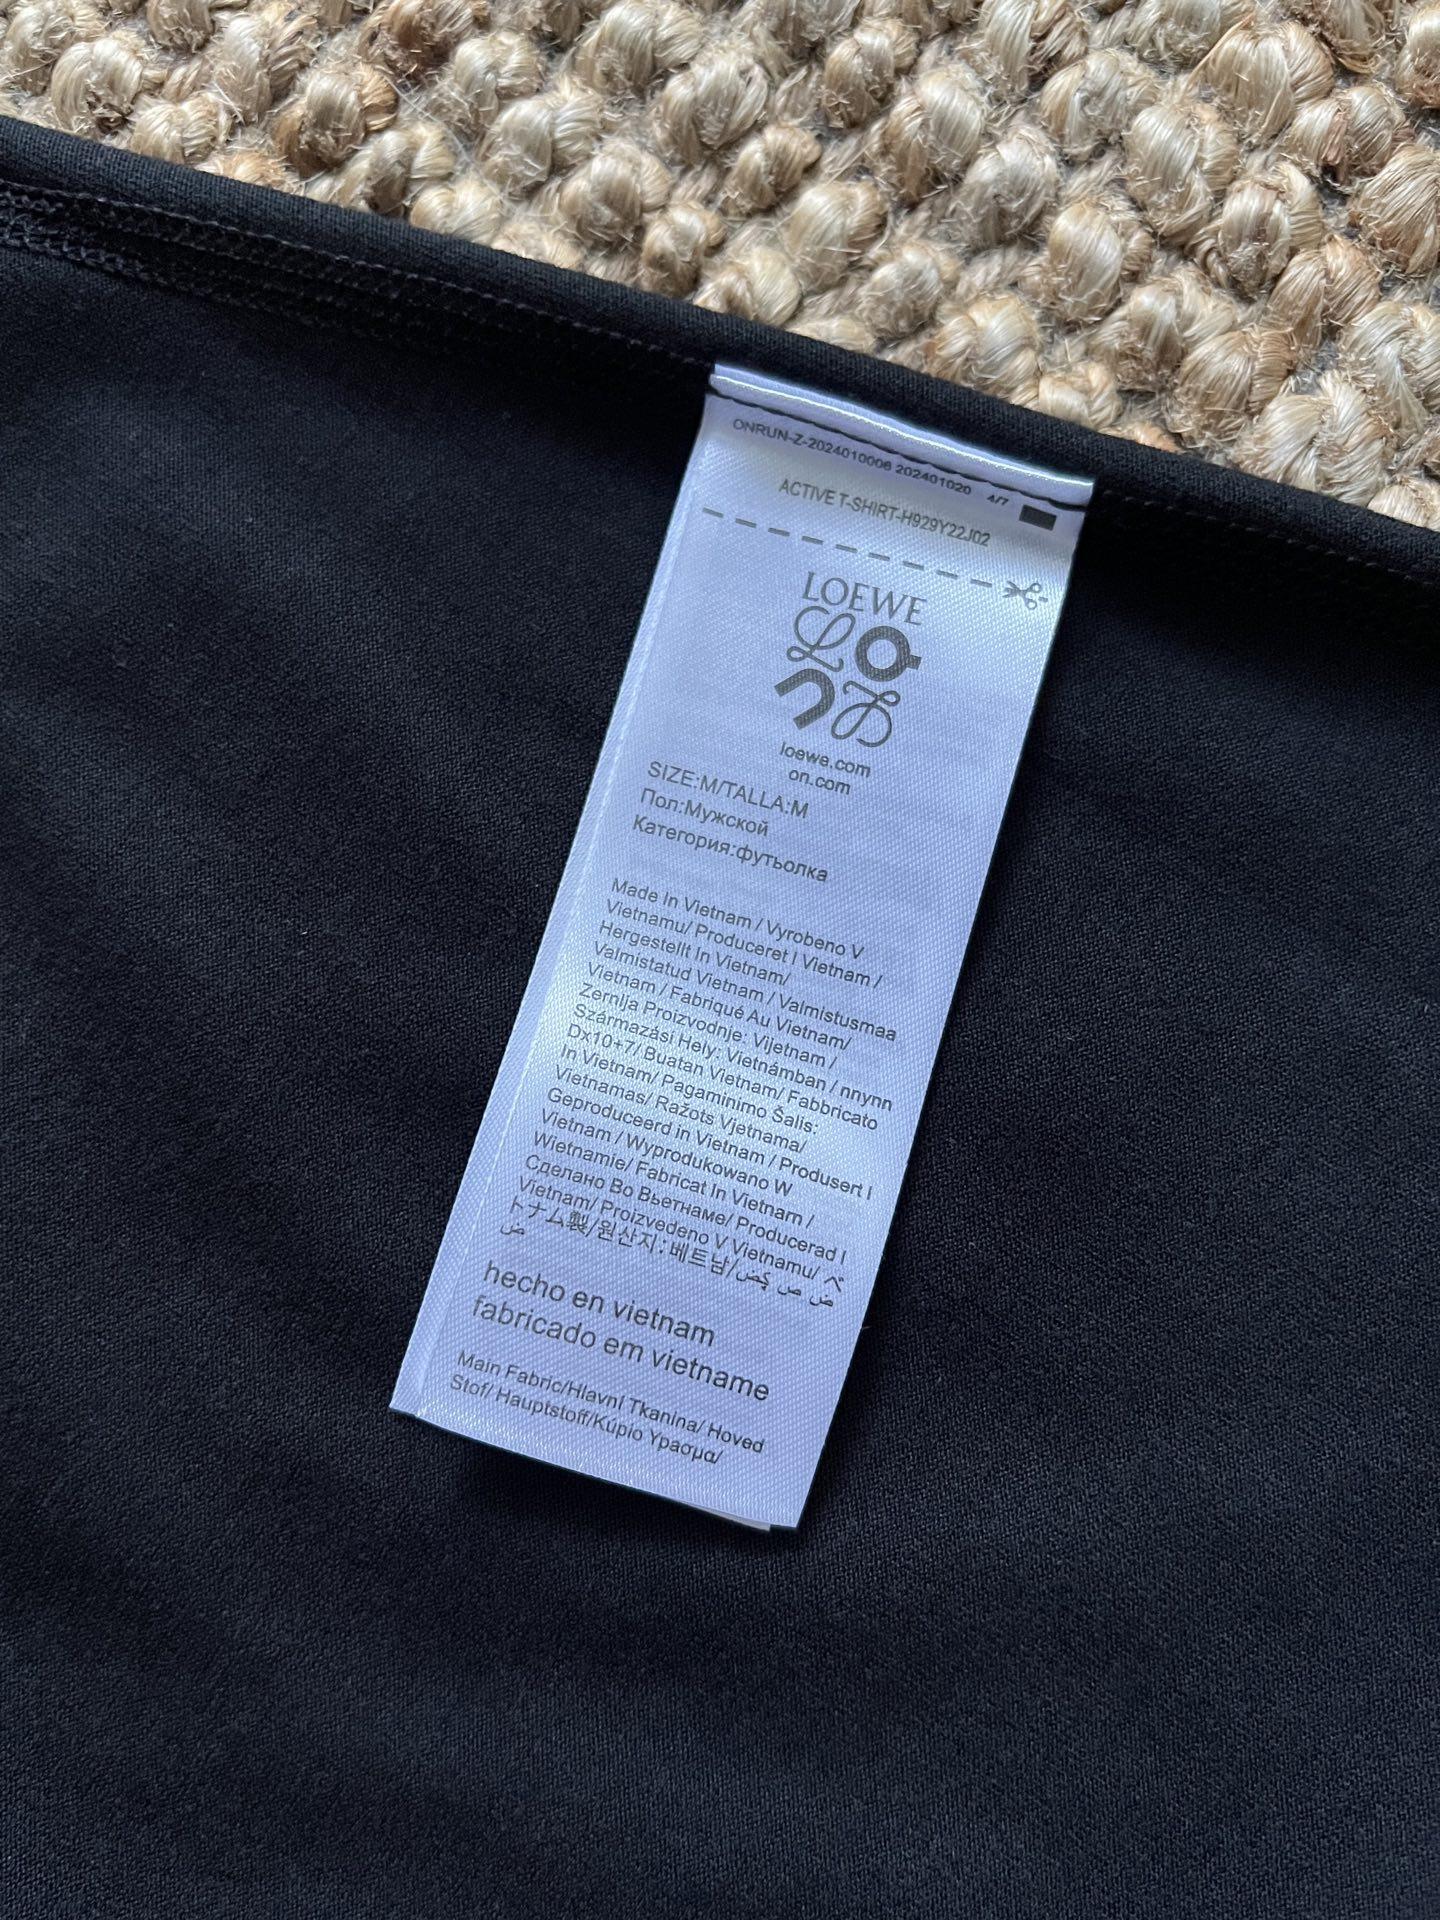 ONRUN-Z-2024010006 202401020 4/7
ACTIVE T-SHIRT-H929Y22J02
LOEWE
loewe.com
on.com
SIZE:M/TALLA:M
Пол:Мужской
Категория:футьолка
Made In Vietnam / Vyrobeno V
Vietnamu/ Produceret I Vietnam /
Hergestellt In Vietnam/
Valmistatud Vietnam / Valmistusmaa
Vietnam / Fabriqué Au Vietnam/
Zernlja Proizvodnje: Vijetnam /
Származási Hely: Vietnámban / nnynn
Dx10+7/ Buatan Vietnam/ Fabbricato
In Vietnam/ Pagaminimo Šalis:
Vietnamas/ Ražots Vjetnama/
Geproduceerd in Vietnam / Produsert I
Vietnam / Wyprodukowano W
Wietnamie/ Fabricat In Vietnam /
Сделано Во Вьетнаме/ Producerad I
Vietnam/ Proizvedeno V Vietnamu/ ベ
トナム製/원산지:베트남/
ض
hecho en vietnam
fabricado em vietname
Main Fabric/Hlavní Tkanina/ Hoved
Stof/ Hauptstoff/Κύριο Υρασμα/